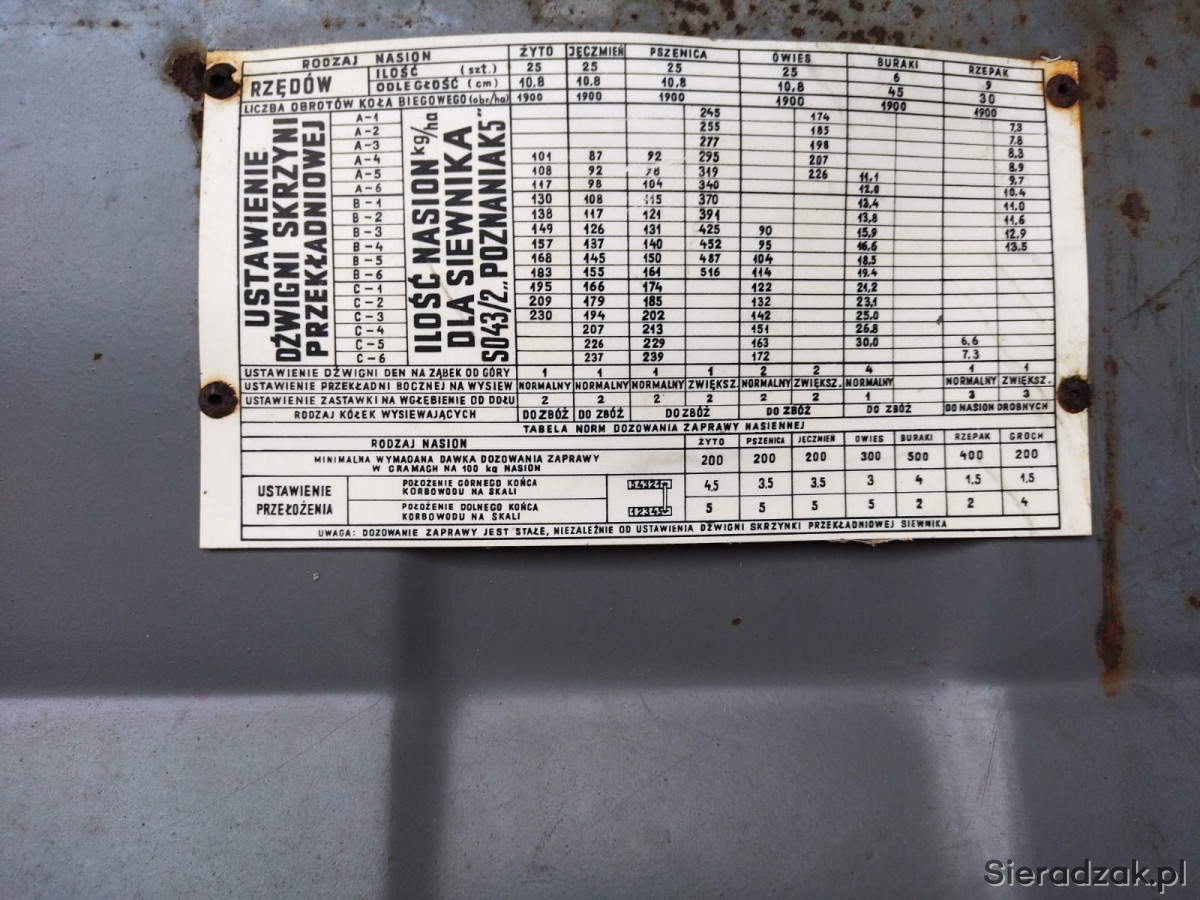 RODZAJ NASION ŻYTO JĘCZMIEŃ PSZENICA OWIES BURAKI RZEPAK
RZĘDÓW ILOŚĆ (szt.) 25 25 25 25 6 9
ODLEGŁOŚĆ (cm) 10,8 10,8 10,8 10,8 45 30
LICZBA OBROTÓW KOŁA BIEGOWEGO (obr/ha) 1900 1900 1900 1900 1900 1900
USTAWIENIE
DŹWIGNI SKRZYNI
PRZEKŁADNIOWEJ
ILOŚĆ NASION kg/ha
DLA SIEWNIKA
S043/2 „POZNANIAK5"
A-1 245 174 7,3
A-2 255 185 7.8
A-3 277 198 8.3
A-4 101 87 92 295 207 8.9
A-5 108 92 319 226 11,1 9.7
A-6 117 98 104 340 12,0 10.4
B-1 130 108 115 370 13,4 11.0
B-2 138 117 121 391 13,8 11,6
B-3 149 126 131 425 90 15,9 12.9
B-4 157 137 140 452 95 16,6 13.5
B-5 168 145 150 487 104 18,5
B-6 183 155 161 516 114 19.4
C-1 195 166 174 122 21,2
C-2 209 179 185 132 23,1
C-3 230 194 202 142 25,0
C-4 207 213 151 26,8
C-5 226 229 163 30,0 6,6
C-6 237 239 172 7,3
USTAWIENIE DŹWIGNI DEN NA ZĄBEK OD GÓRY 1 1 1 1 2 2 4 1 1
USTAWIENIE PRZEKŁADNI BOCZNEJ NA WYSIEW NORMALNY NORMALNY NORMALNY ZWIĘKSZ. NORMALNY ZWIĘKSZ. NORMALNY NORMALNY ZWIĘKSZ.
USTAWIENIE ZASTAWKI NA WGŁĘBIENIE OD DOŁU 2 2 2 2 2 2 1 3 3
RODZAJ KÓŁEK WYSIEWAJĄCYCH DO ZBÓŻ DO ZBÓŻ DO ZBÓŻ DO ZBÓŻ DO ZBÓŻ DO NASION DROBNYCH
TABELA NORM DOZOWANIA ZAPRAWY NASIENNEJ
RODZAJ NASION ŻYTO PSZENICA JĘCZMIEŃ OWIES BURAKI RZEPAK GROCH
MINIMALNA WYMAGANA DAWKA DOZOWANIA ZAPRAWY
W GRAMACH NA 100 kg NASION 200 200 200 300 500 400 200
USTAWIENIE
PRZEŁOŻENIA
POŁOŻENIE GÓRNEGO KOŃCA
KORBOWODU NA SKALI 54321 4,5 3.5 3.5 3 4 1,5 1,5
POŁOŻENIE DOLNEGO KOŃCA
KORBOWODU NA SKALI 12345 5 5 5 5 2 2 4
UWAGA: DOZOWANIE ZAPRAWY JEST STAŁE, NIEZALEŻNIE OD USTAWIENIA DŹWIGNI SKRZYNKI PRZEKŁADNIOWEJ SIEWNIKA
Sieradzak.pl